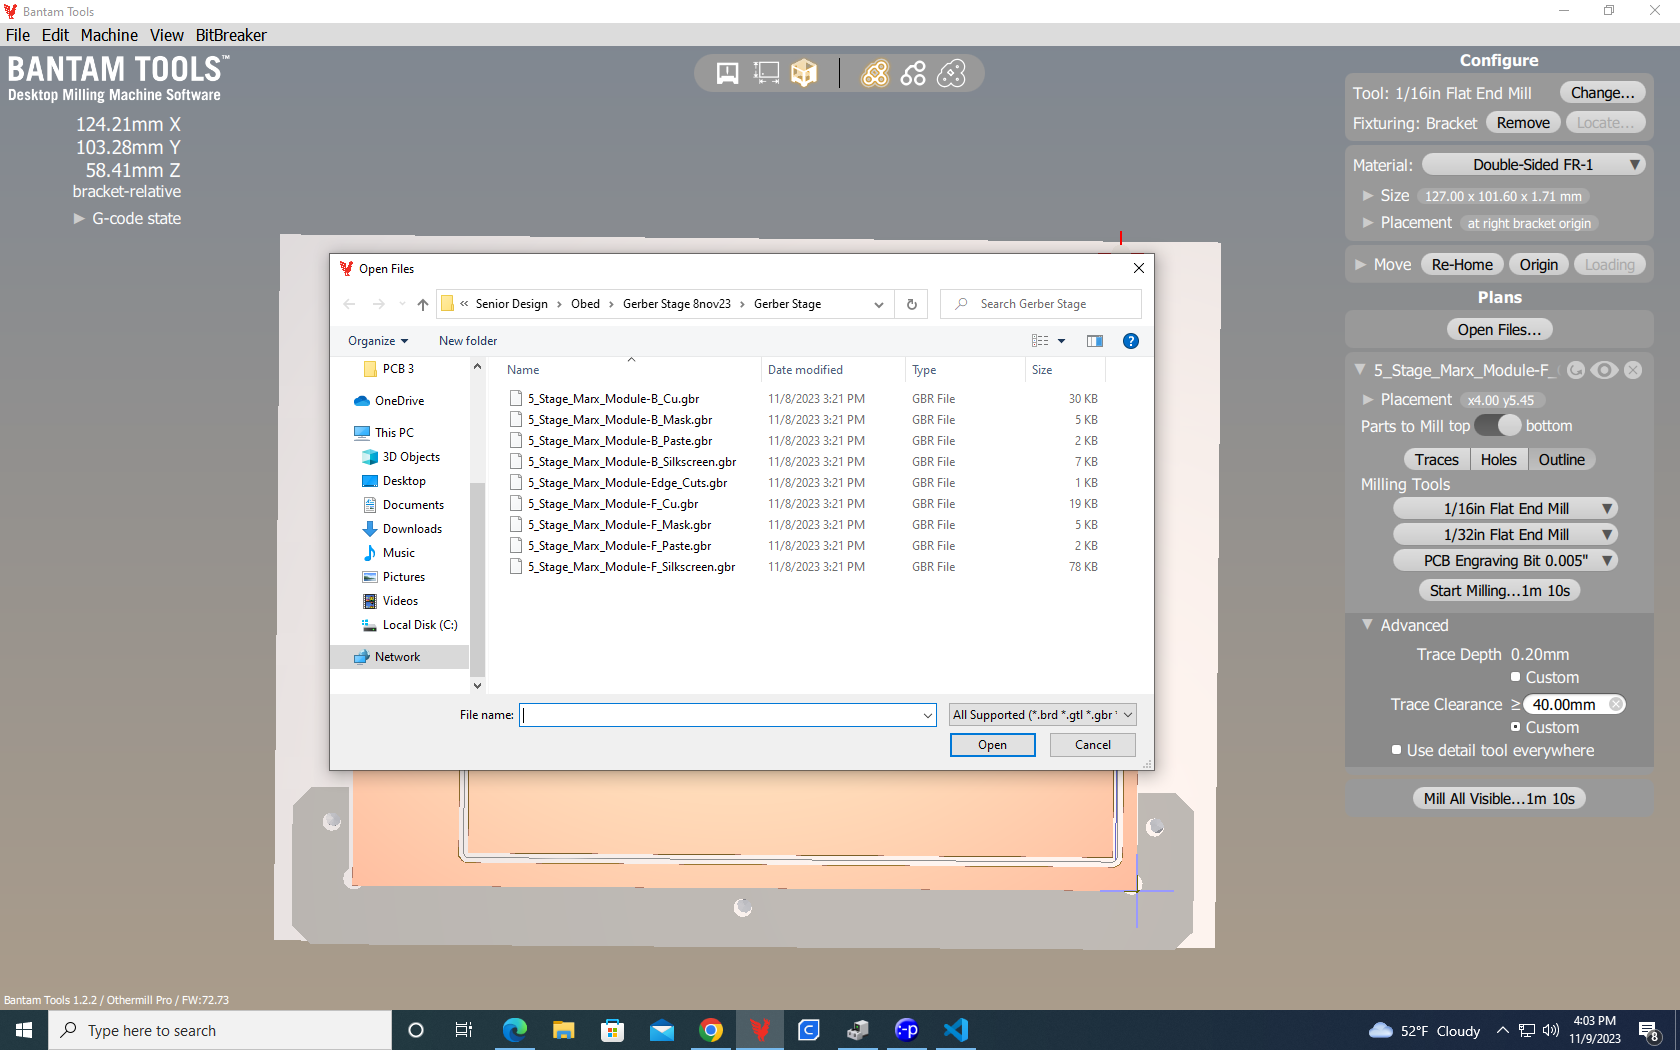 Bantam Tools
File Edit Machine View BitBreaker
BANTAM TOOLS™
Desktop Milling Machine Software
124.21mm X
103.28mm Y
58.41mm Z
bracket-relative
G-code state
Open Files
« Senior Design › Obed › Gerber Stage 8nov23 › Gerber Stage
Search Gerber Stage
Organize
New folder
?
PCB 3
OneDrive
This PC
3D Objects
Desktop
Documents
Downloads
Music
Pictures
Videos
Local Disk (C:)
Network
Name Date modified Type Size
5_Stage_Marx_Module-B_Cu.gbr 11/8/2023 3:21 PM GBR File 30 KB
5_Stage_Marx_Module-B_Mask.gbr 11/8/2023 3:21 PM GBR File 5 KB
5_Stage_Marx_Module-B_Paste.gbr 11/8/2023 3:21 PM GBR File 2 KB
5_Stage_Marx_Module-B_Silkscreen.gbr 11/8/2023 3:21 PM GBR File 7 KB
5_Stage_Marx_Module-Edge_Cuts.gbr 11/8/2023 3:21 PM GBR File 1 KB
5_Stage_Marx_Module-F_Cu.gbr 11/8/2023 3:21 PM GBR File 19 KB
5_Stage_Marx_Module-F_Mask.gbr 11/8/2023 3:21 PM GBR File 5 KB
5_Stage_Marx_Module-F_Paste.gbr 11/8/2023 3:21 PM GBR File 2 KB
5_Stage_Marx_Module-F_Silkscreen.gbr 11/8/2023 3:21 PM GBR File 78 KB
File name:
All Supported (*.brd *.gtl *.gbr *
Open
Cancel
Configure
Tool: 1/16in Flat End Mill Change...
Fixturing: Bracket Remove Locate...
Material: Double-Sided FR-1
Size 127.00 x 101.60 x 1.71 mm
Placement at right bracket origin
Move Re-Home Origin Loading
Plans
Open Files...
5_Stage_Marx_Module-F_
Placement x4.00 y5.45
Parts to Mill top bottom
Traces Holes Outline
Milling Tools
1/16in Flat End Mill
1/32in Flat End Mill
PCB Engraving Bit 0.005"
Start Milling...1m 10s
Advanced
Trace Depth 0.20mm
Custom
Trace Clearance ≥ 40.00mm
Custom
Use detail tool everywhere
Mill All Visible...1m 10s
Bantam Tools 1.2.2 / Othermill Pro / FW:72.73
Type here to search
52°F Cloudy
4:03 PM
11/9/2023
8